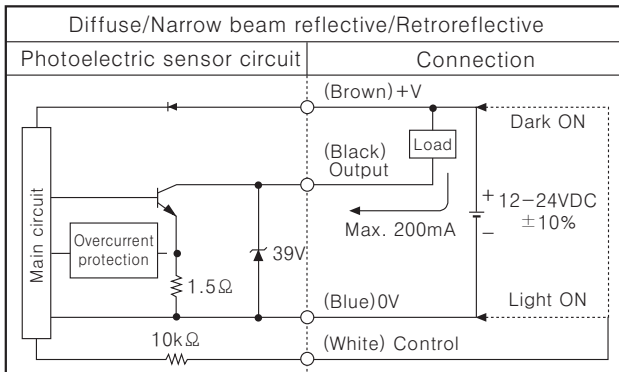 Diffuse/Narrow beam reflective/Retroreflective
Photoelectric sensor circuit
Connection
(Brown)+V
Dark ON
Load
(Black)
Output
Main circuit
+
12-24VDC
±10%
−
Max. 200mA
Overcurrent
protection
39V
1.5Ω
(Blue)0V
Light ON
10kΩ
(White) Control